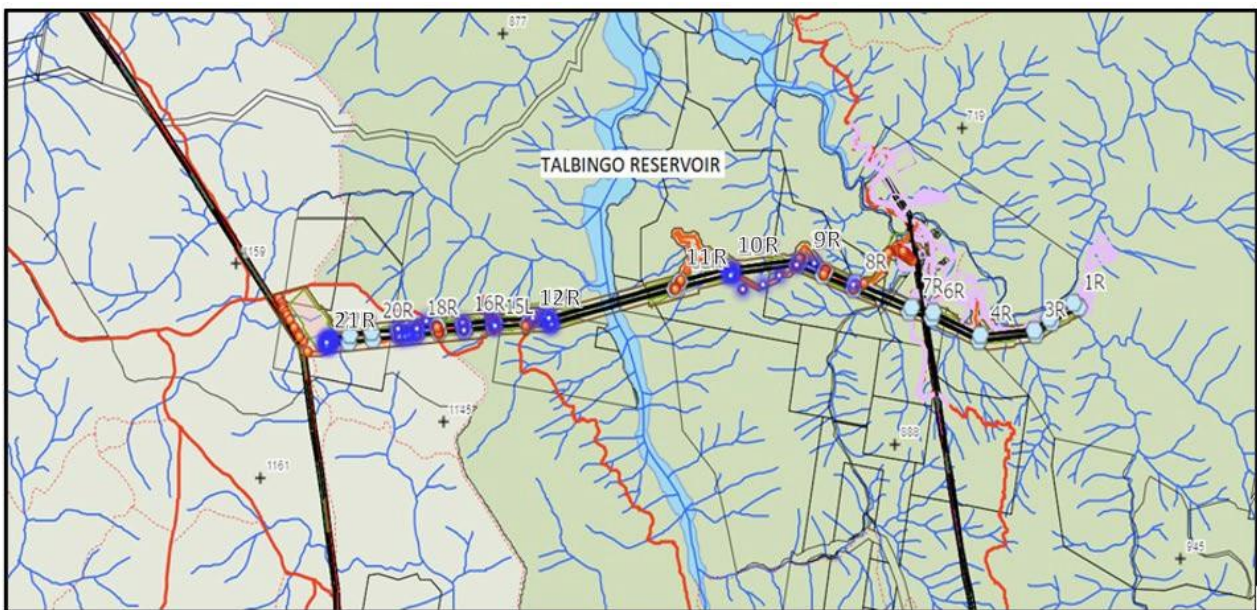 877
719
TALBINGO RESERVOIR
1159
9R
10R
11R
8R
7R
6R
1R
3R
4R
12R
15L
16R
18R
20R
21R
1145
888
1161
945